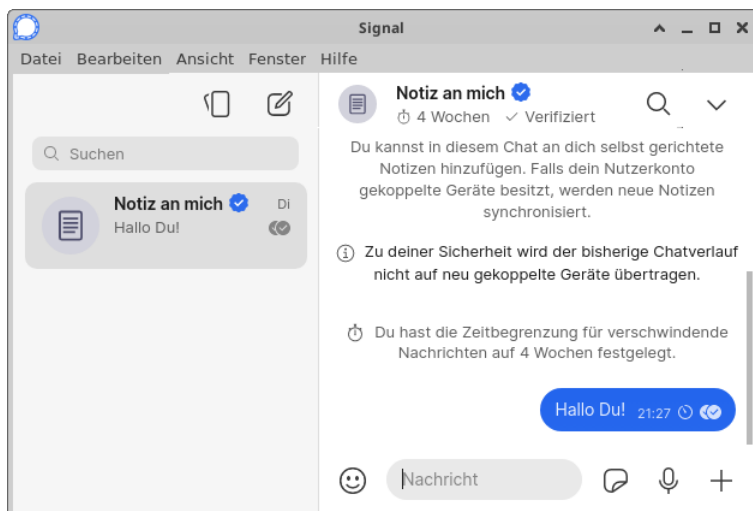 Signal
Datei Bearbeiten Ansicht Fenster Hilfe
Suchen
Notiz an mich
Di
Hallo Du!
Notiz an mich
4 Wochen
Verifiziert
Du kannst in diesem Chat an dich selbst gerichtete
Notizen hinzufügen. Falls dein Nutzerkonto
gekoppelte Geräte besitzt, werden neue Notizen
synchronisiert.
Zu deiner Sicherheit wird der bisherige Chatverlauf
nicht auf neu gekoppelte Geräte übertragen.
Du hast die Zeitbegrenzung für verschwindende
Nachrichten auf 4 Wochen festgelegt.
Hallo Du! 21:27
Nachricht